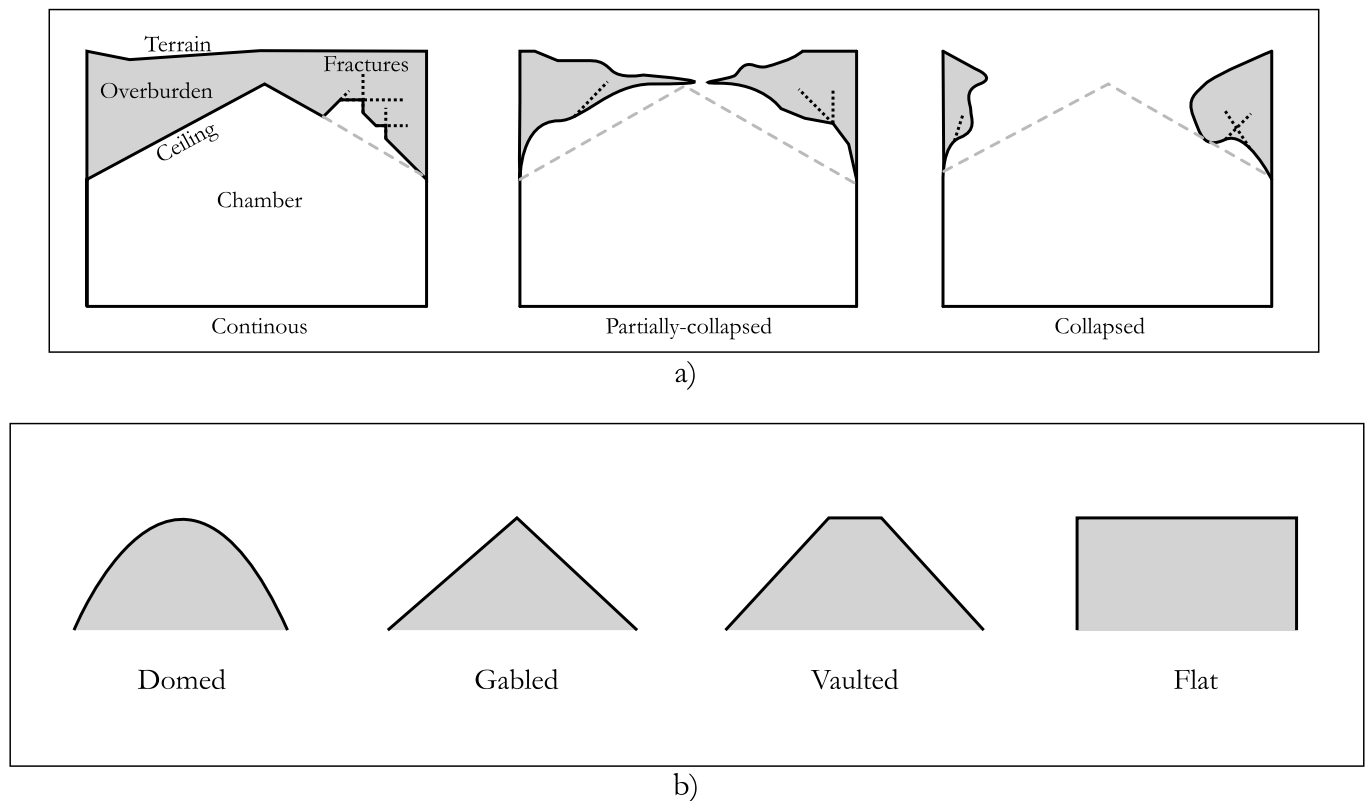 Terrain
Fractures
Overburden
Ceiling
Chamber
Continous
Partially-collapsed
Collapsed
a)
Domed
Gabled
Vaulted
Flat
b)